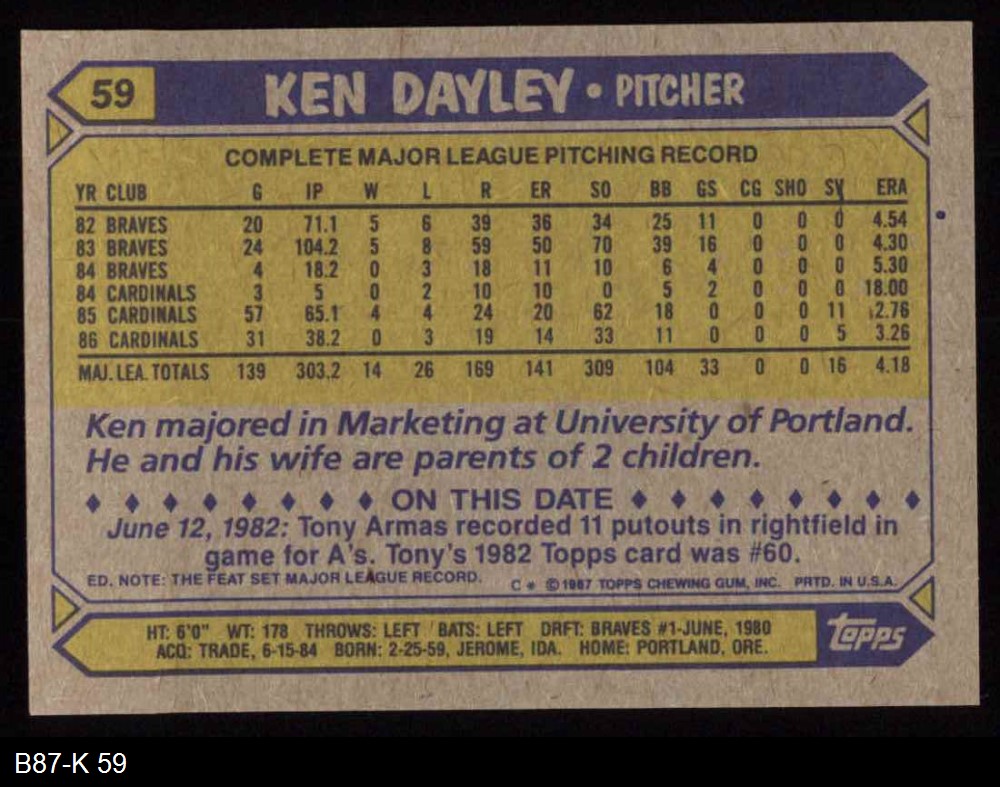 59
KEN DAYLEY • PITCHER
COMPLETE MAJOR LEAGUE PITCHING RECORD
YR CLUB G IP W L R ER SO BB GS CG SHO SV ERA
82 BRAVES 20 71.1 5 6 39 36 34 25 11 0 0 0 4.54
83 BRAVES 24 104.2 5 8 59 50 70 39 16 0 0 0 4.30
84 BRAVES 4 18.2 0 3 18 11 10 6 4 0 0 0 5.30
84 CARDINALS 3 5 0 2 10 10 0 5 2 0 0 0 18.00
85 CARDINALS 57 65.1 4 4 24 20 62 18 0 0 0 11 2.76
86 CARDINALS 31 38.2 0 3 19 14 33 11 0 0 0 5 3.26
MAJ. LEA. TOTALS 139 303.2 14 26 169 141 309 104 33 0 0 16 4.18
Ken majored in Marketing at University of Portland.
He and his wife are parents of 2 children.
♦ ♦ ♦ ♦ ♦ ♦ ♦ ♦ ON THIS DATE ♦ ♦ ♦ ♦ ♦ ♦ ♦ ♦
June 12, 1982: Tony Armas recorded 11 putouts in rightfield in
game for A's. Tony's 1982 Topps card was #60.
ED. NOTE: THE FEAT SET MAJOR LEAGUE RECORD. C * © 1987 TOPPS CHEWING GUM, INC. PRTD. IN U.S.A.
HT: 6'0" WT: 178 THROWS: LEFT BATS: LEFT DRFT: BRAVES #1-JUNE, 1980
ACQ: TRADE, 6-15-84 BORN: 2-25-59, JEROME, IDA. HOME: PORTLAND, ORE.
topps
B87-K 59